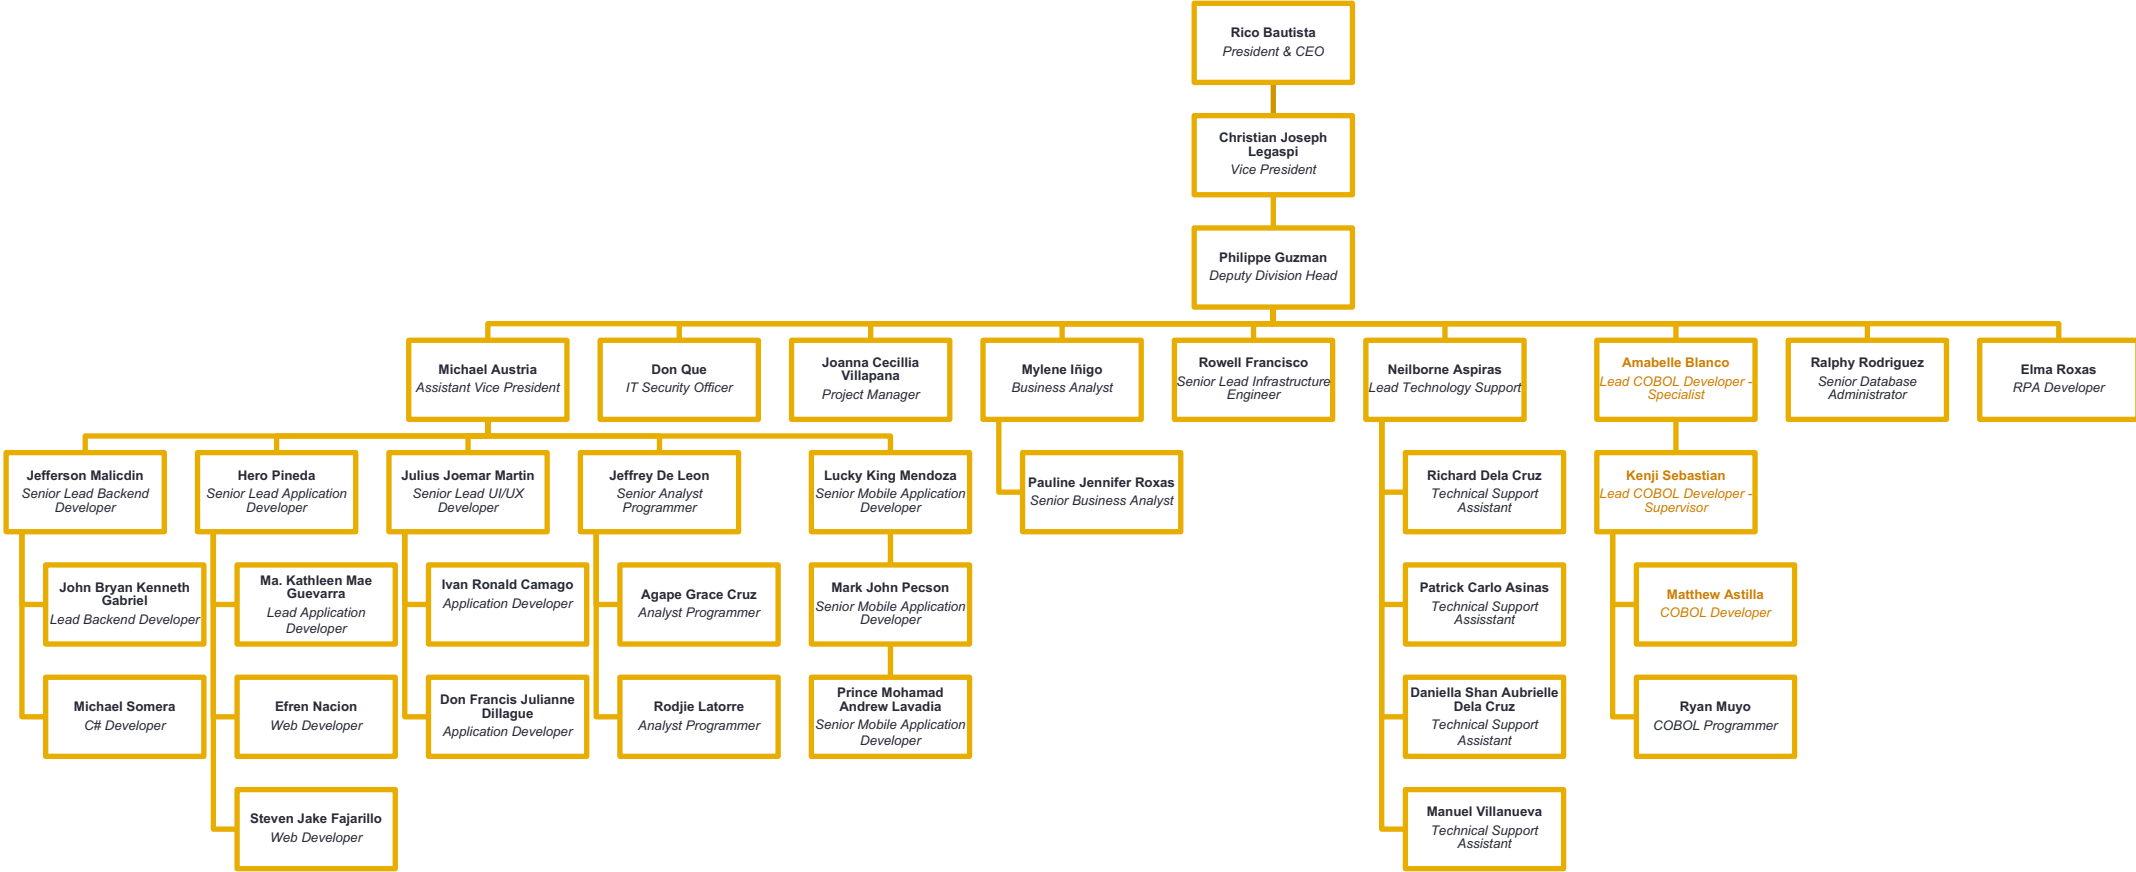 Rico Bautista
President & CEO
Christian Joseph
Legaspi
Vice President
Philippe Guzman
Deputy Division Head
Michael Austria
Assistant Vice President
Don Que
IT Security Officer
Joanna Cecillia
Villapana
Project Manager
Mylene Iñigo
Business Analyst
Rowell Francisco
Senior Lead Infrastructure
Engineer
Neilborne Aspiras
Lead Technology Support
Amabelle Blanco
Lead COBOL Developer -
Specialist
Ralphy Rodriguez
Senior Database
Administrator
Elma Roxas
RPA Developer
Jefferson Malicdin
Senior Lead Backend
Developer
Hero Pineda
Senior Lead Application
Developer
Julius Joemar Martin
Senior Lead UI/UX
Developer
Jeffrey De Leon
Senior Analyst
Programmer
Lucky King Mendoza
Senior Mobile Application
Developer
Pauline Jennifer Roxas
Senior Business Analyst
Richard Dela Cruz
Technical Support
Assistant
Kenji Sebastian
Lead COBOL Developer -
Supervisor
John Bryan Kenneth
Gabriel
Lead Backend Developer
Ma. Kathleen Mae
Guevarra
Lead Application
Developer
Ivan Ronald Camago
Application Developer
Agape Grace Cruz
Analyst Programmer
Mark John Pecson
Senior Mobile Application
Developer
Patrick Carlo Asinas
Technical Support
Assisstant
Matthew Astilla
COBOL Developer
Michael Somera
C# Developer
Efren Nacion
Web Developer
Don Francis Julianne
Dillague
Application Developer
Rodjie Latorre
Analyst Programmer
Prince Mohamad
Andrew Lavadia
Senior Mobile Application
Developer
Daniella Shan Aubrielle
Dela Cruz
Technical Support
Assistant
Ryan Muyo
COBOL Programmer
Steven Jake Fajarillo
Web Developer
Manuel Villanueva
Technical Support
Assistant